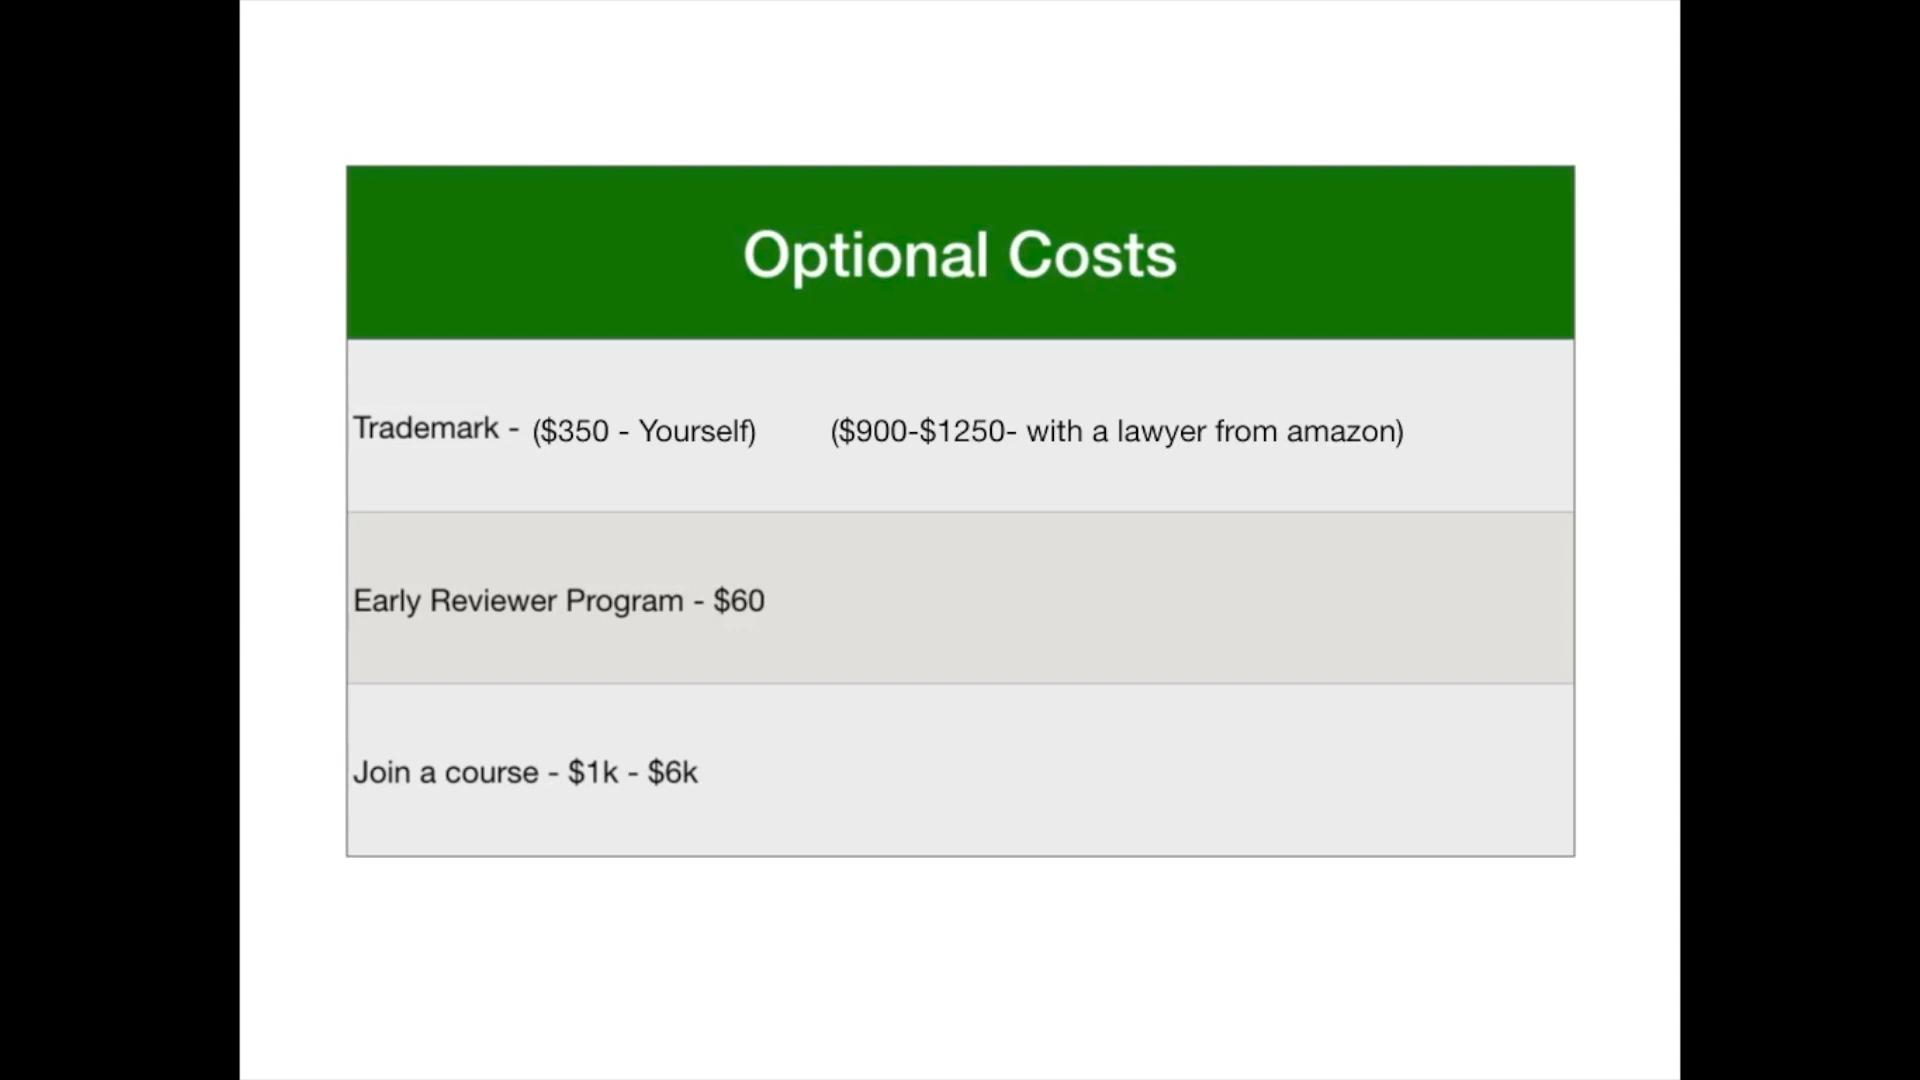 Optional Costs
Trademark - ($350 - Yourself) ($900-$1250- with a lawyer from amazon)
Early Reviewer Program - $60
Join a course - $1k - $6k